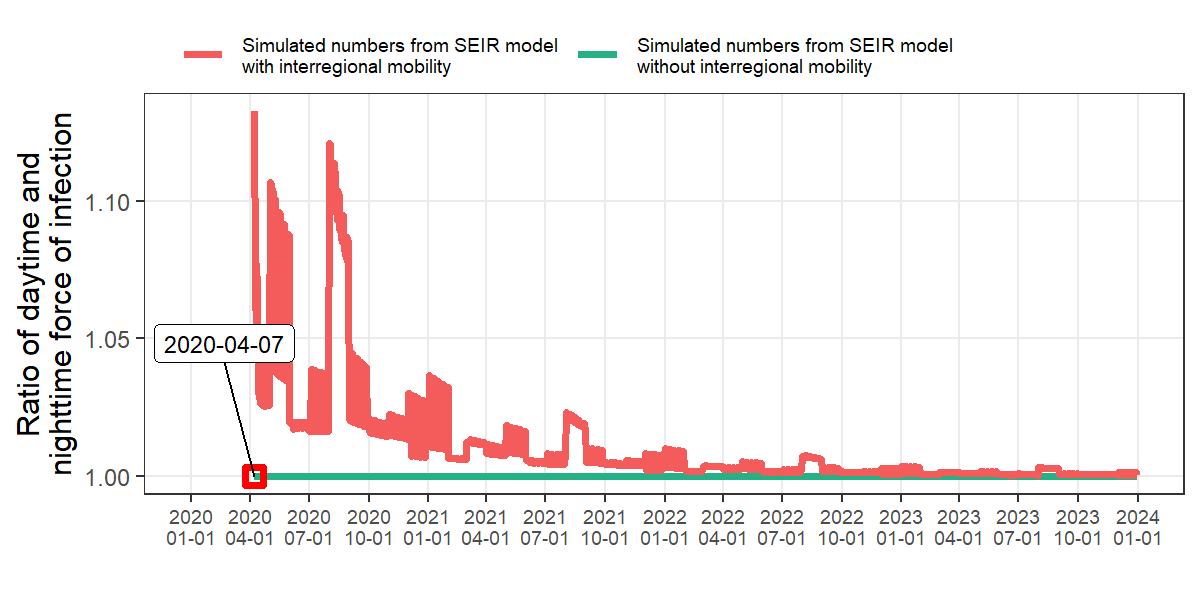 Simulated numbers from SEIR model
with interregional mobility
Simulated numbers from SEIR model
without interregional mobility
Ratio of daytime and
nighttime force of infection
1.10
1.05
1.00
2020-04-07
2020 2020 2020 2020 2021 2021 2021 2021 2022 2022 2022 2022 2023 2023 2023 2023 2024
01-01 04-01 07-01 10-01 01-01 04-01 07-01 10-01 01-01 04-01 07-01 10-01 01-01 04-01 07-01 10-01 01-01